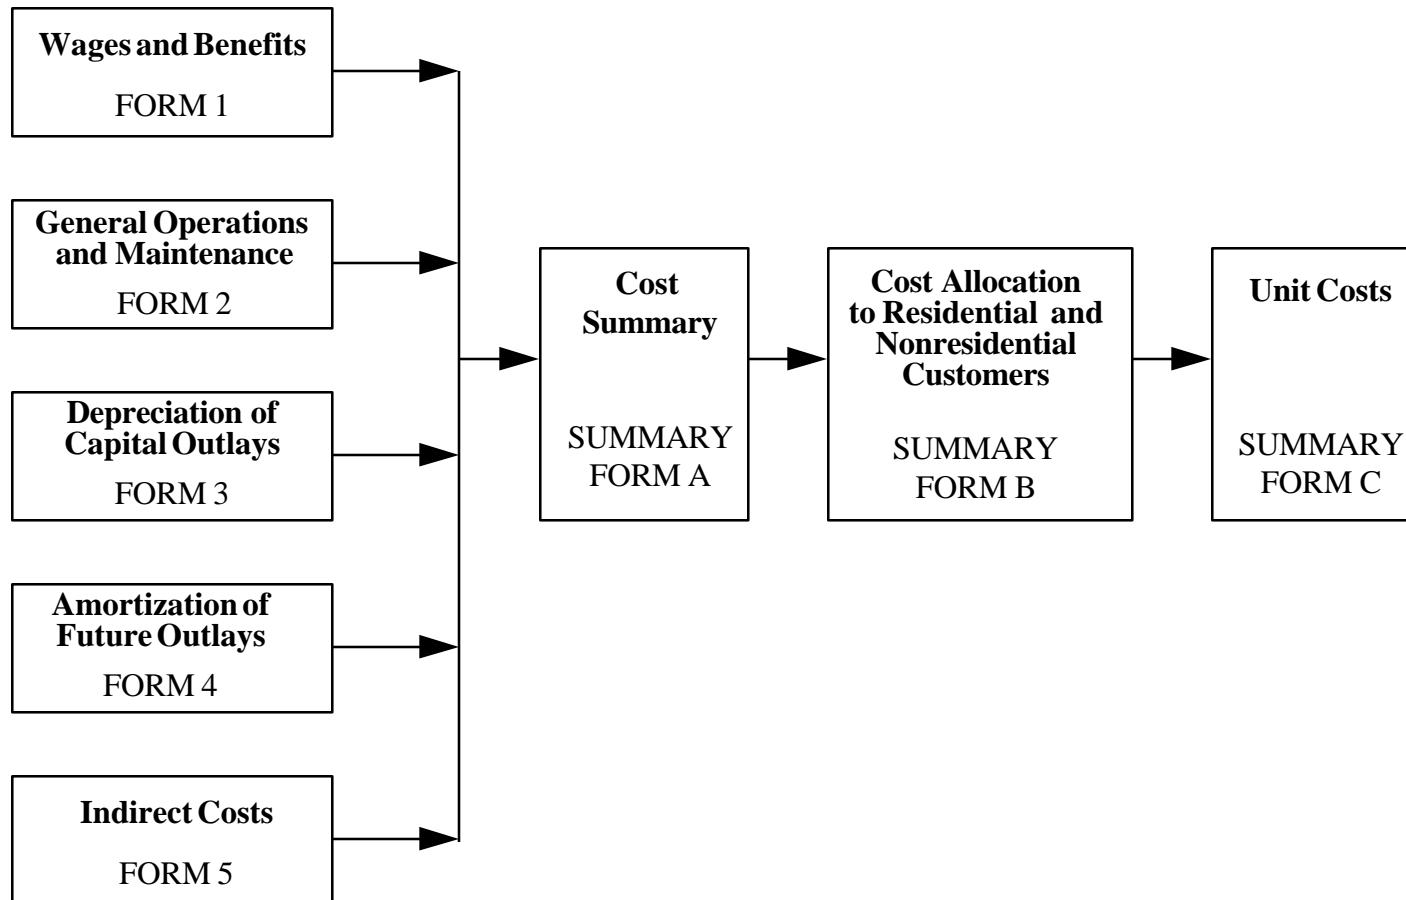 Wages and Benefits
FORM 1
General Operations
and Maintenance
FORM 2
Depreciation of
Capital Outlays
FORM 3
Amortization of
Future Outlays
FORM 4
Indirect Costs
FORM 5
Cost
Summary
SUMMARY
FORM A
Cost Allocation
to Residential and
Nonresidential
Customers
SUMMARY
FORM B
Unit Costs
SUMMARY
FORM C